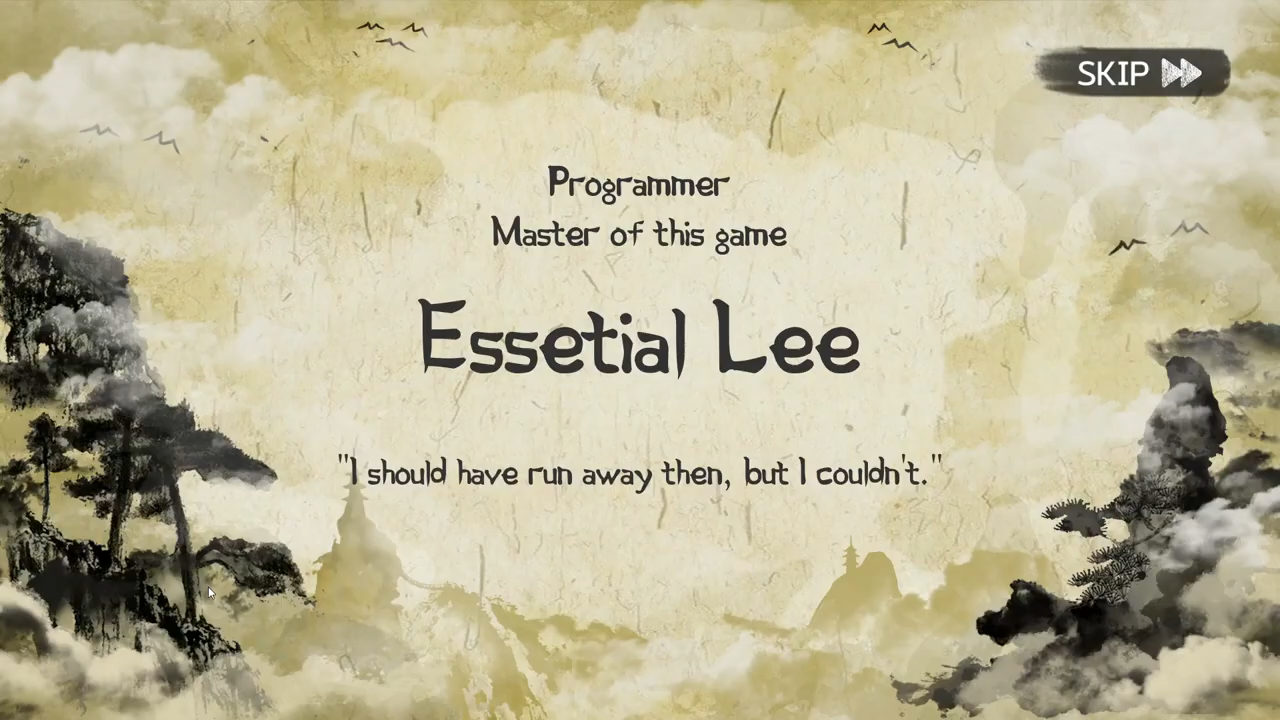 SKIP
Programmer
Master of this game
Essetial Lee
"I should have run away then, but I couldn't."